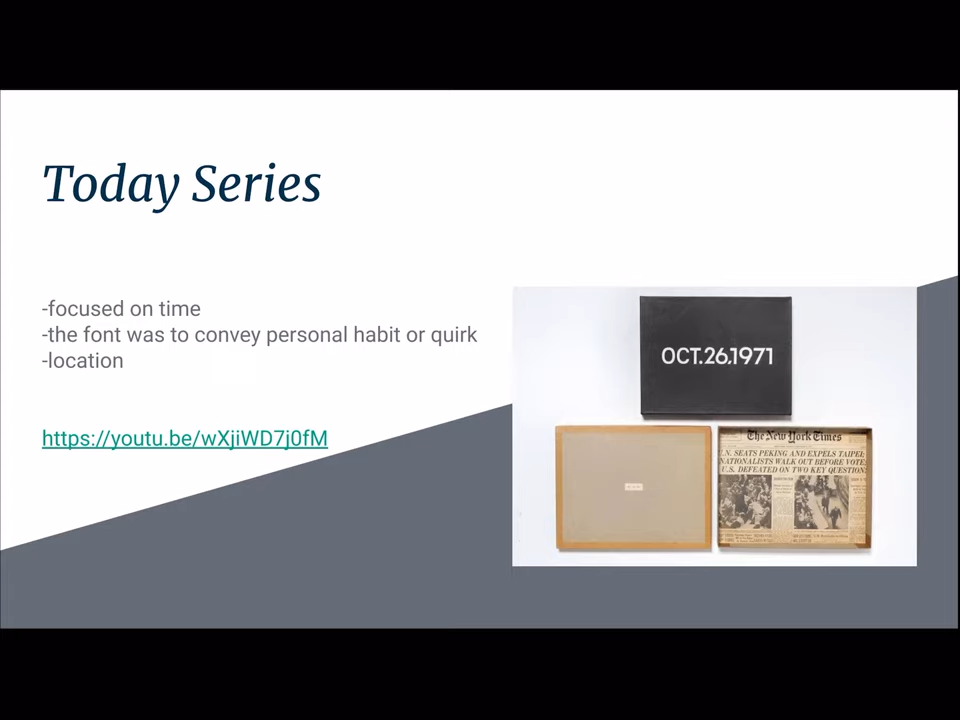 Today Series
-focused on time
-the font was to convey personal habit or quirk
-location
https://youtu.be/wXjiWD7j0fM
OCT.26,1971
The New York Times
U.N. SEATS PEKING AND EXPELS TAIPEI;
NATIONALISTS WALK OUT BEFORE VOTE;
U.S. DEFEATED ON TWO KEY QUESTIONS